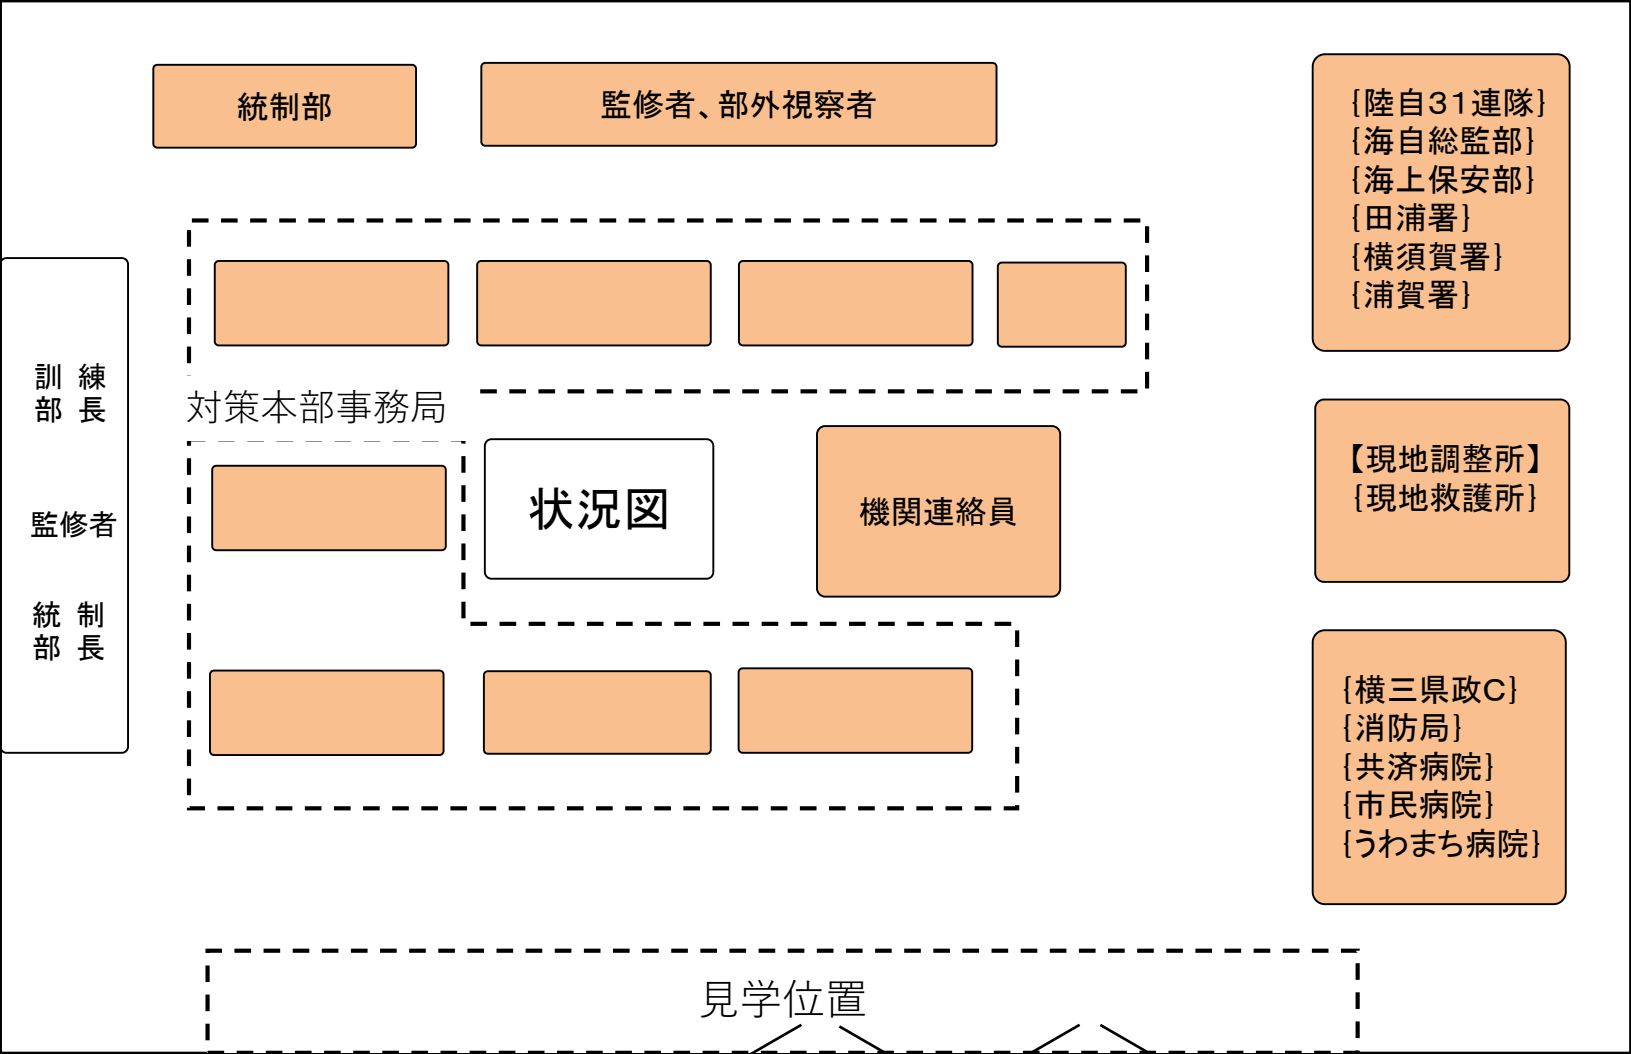 統制部
監修者、部外視察者
{陸自31連隊}
{海自総監部}
{海上保安部}
{田浦署}
{横須賀署}
{浦賀署}
訓 練
部 長
監修者
統 制
部 長
対策本部事務局
状況図
機関連絡員
【現地調整所】
{現地救護所}
{横三県政C}
{消防局}
{共済病院}
{市民病院}
{うわまち病院}
見学位置